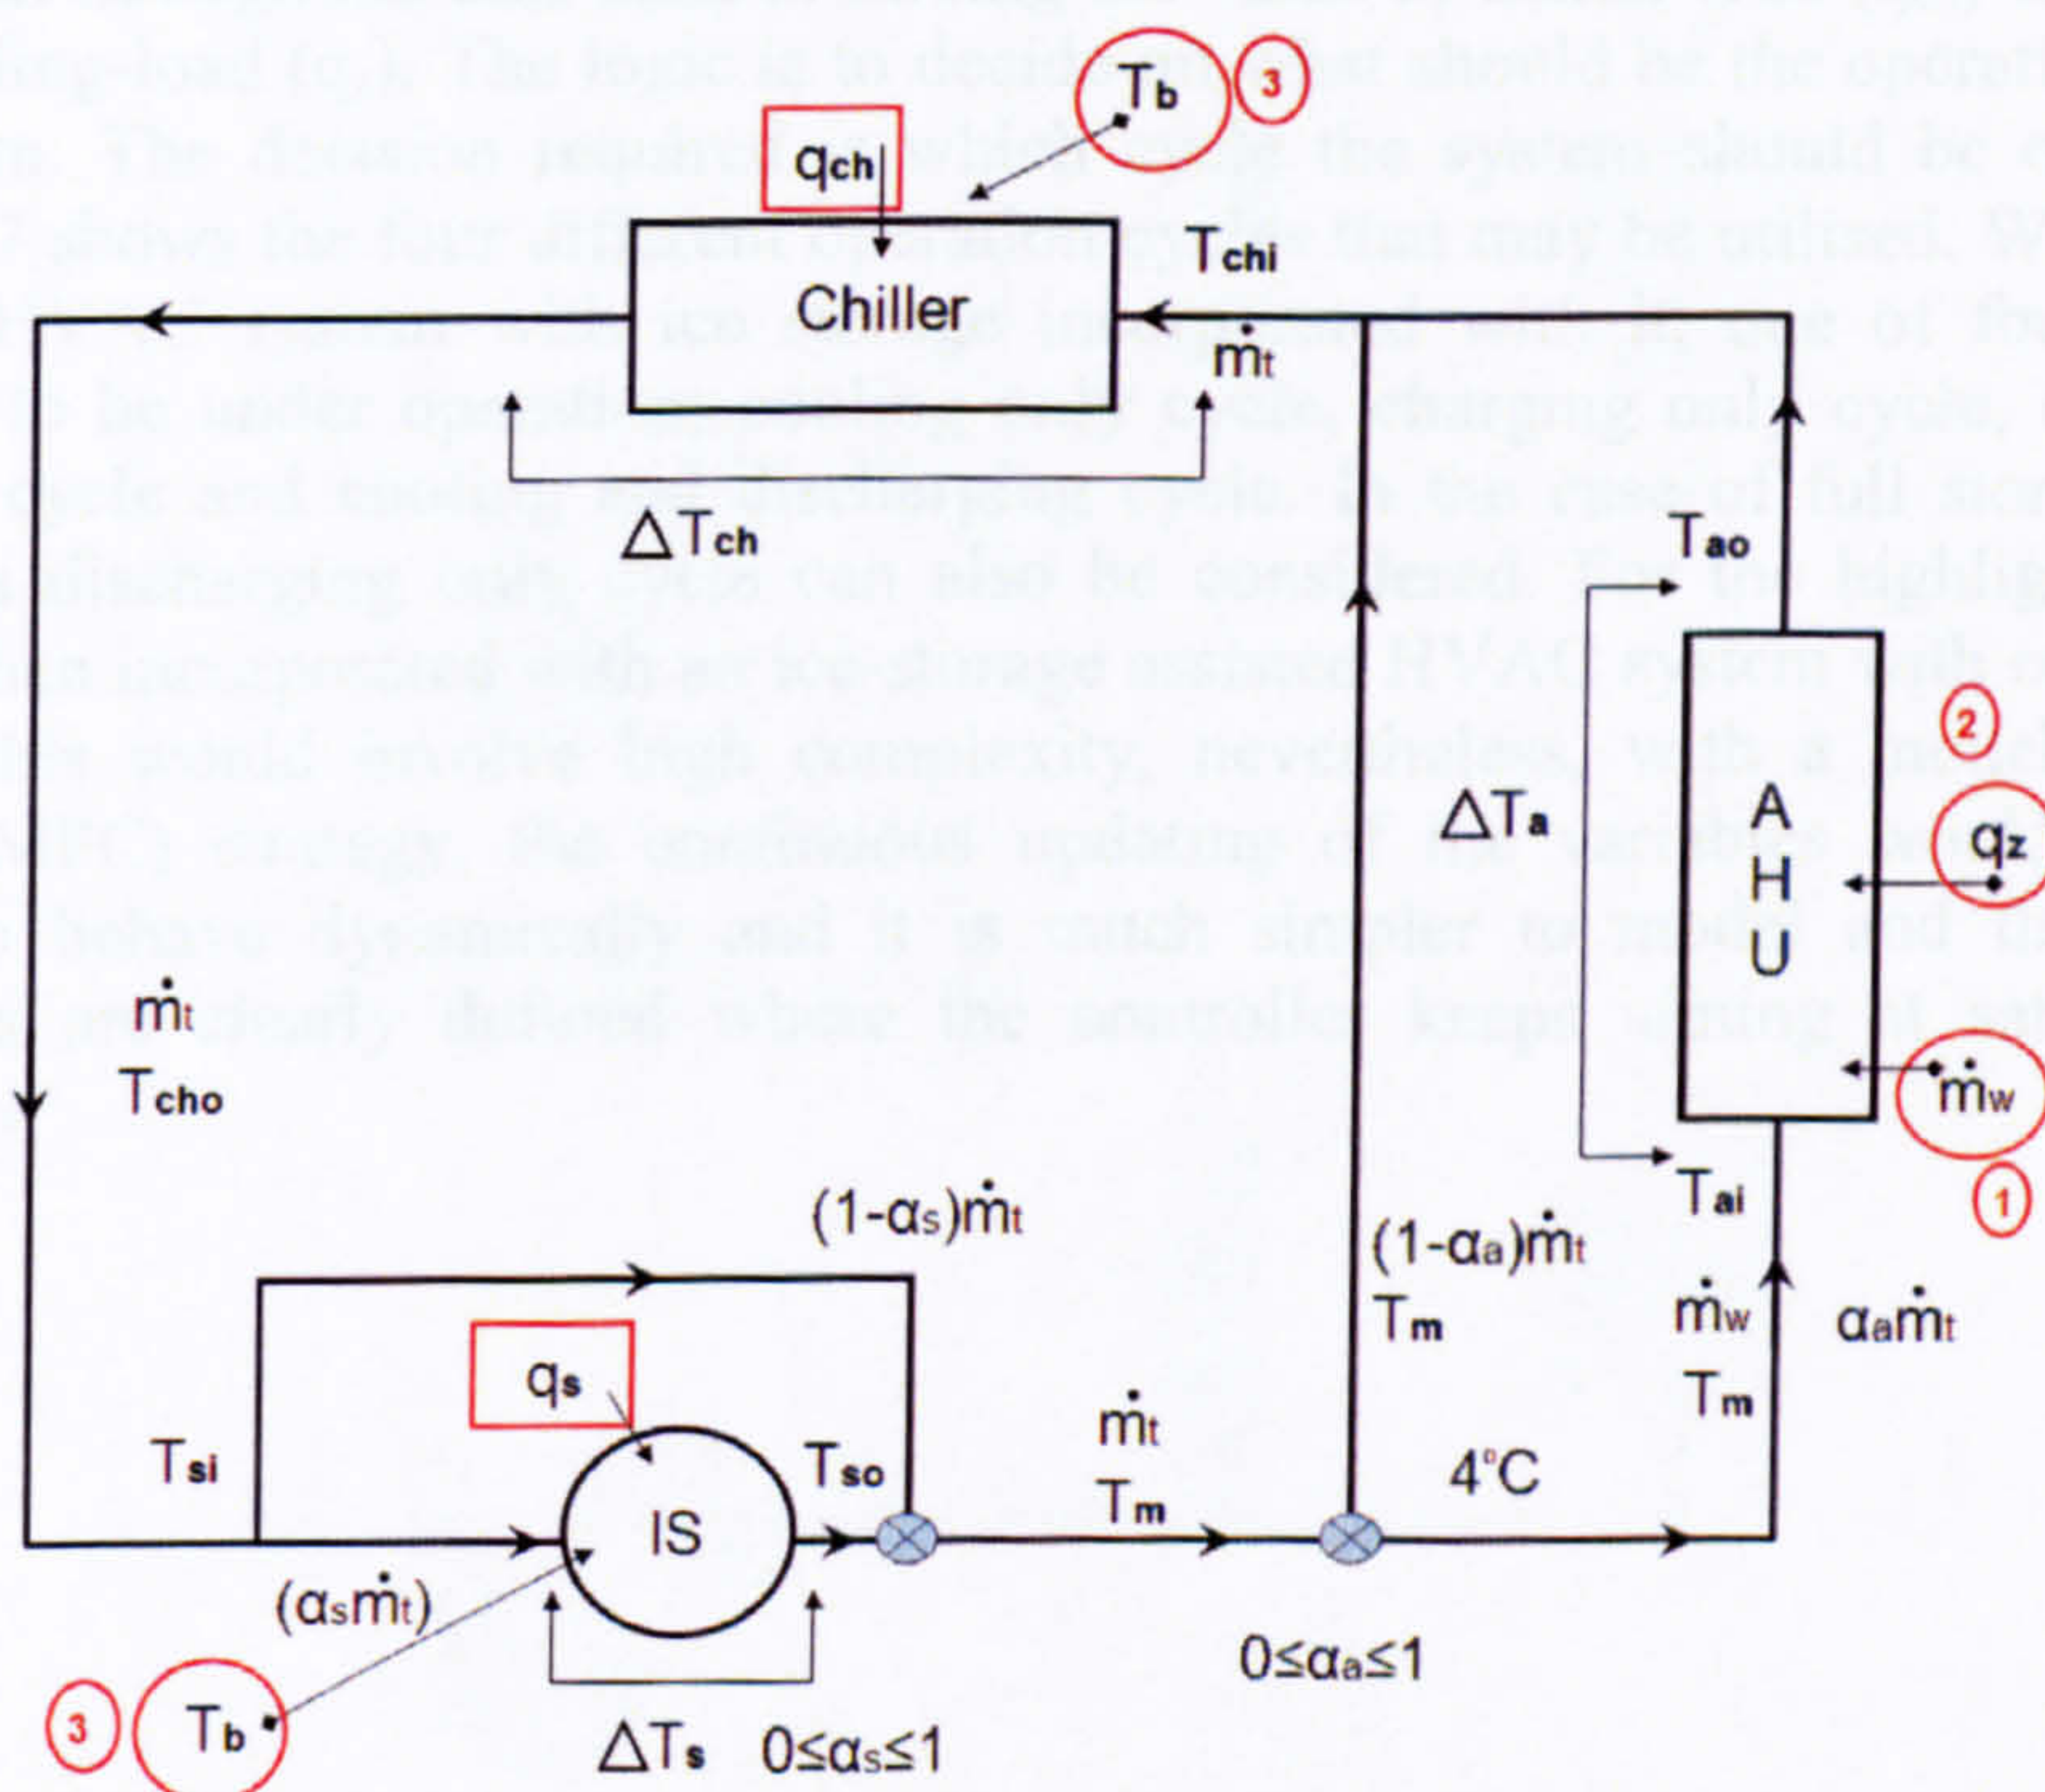 Tb
3
qch
Tchi
Chiller
ṁt
ΔTch
Tao
2
ΔTa
A
H
U
qz
ṁt
Tcho
ṁw
1
Tai
(1-αs)ṁt
(1-αa)ṁt
Tm
ṁw
αaṁt
Tm
qs
Tsi
Tso
ṁt
Tm
4°C
IS
(αsṁt)
0≤αa≤1
3
Tb
ΔTs
0≤αs≤1